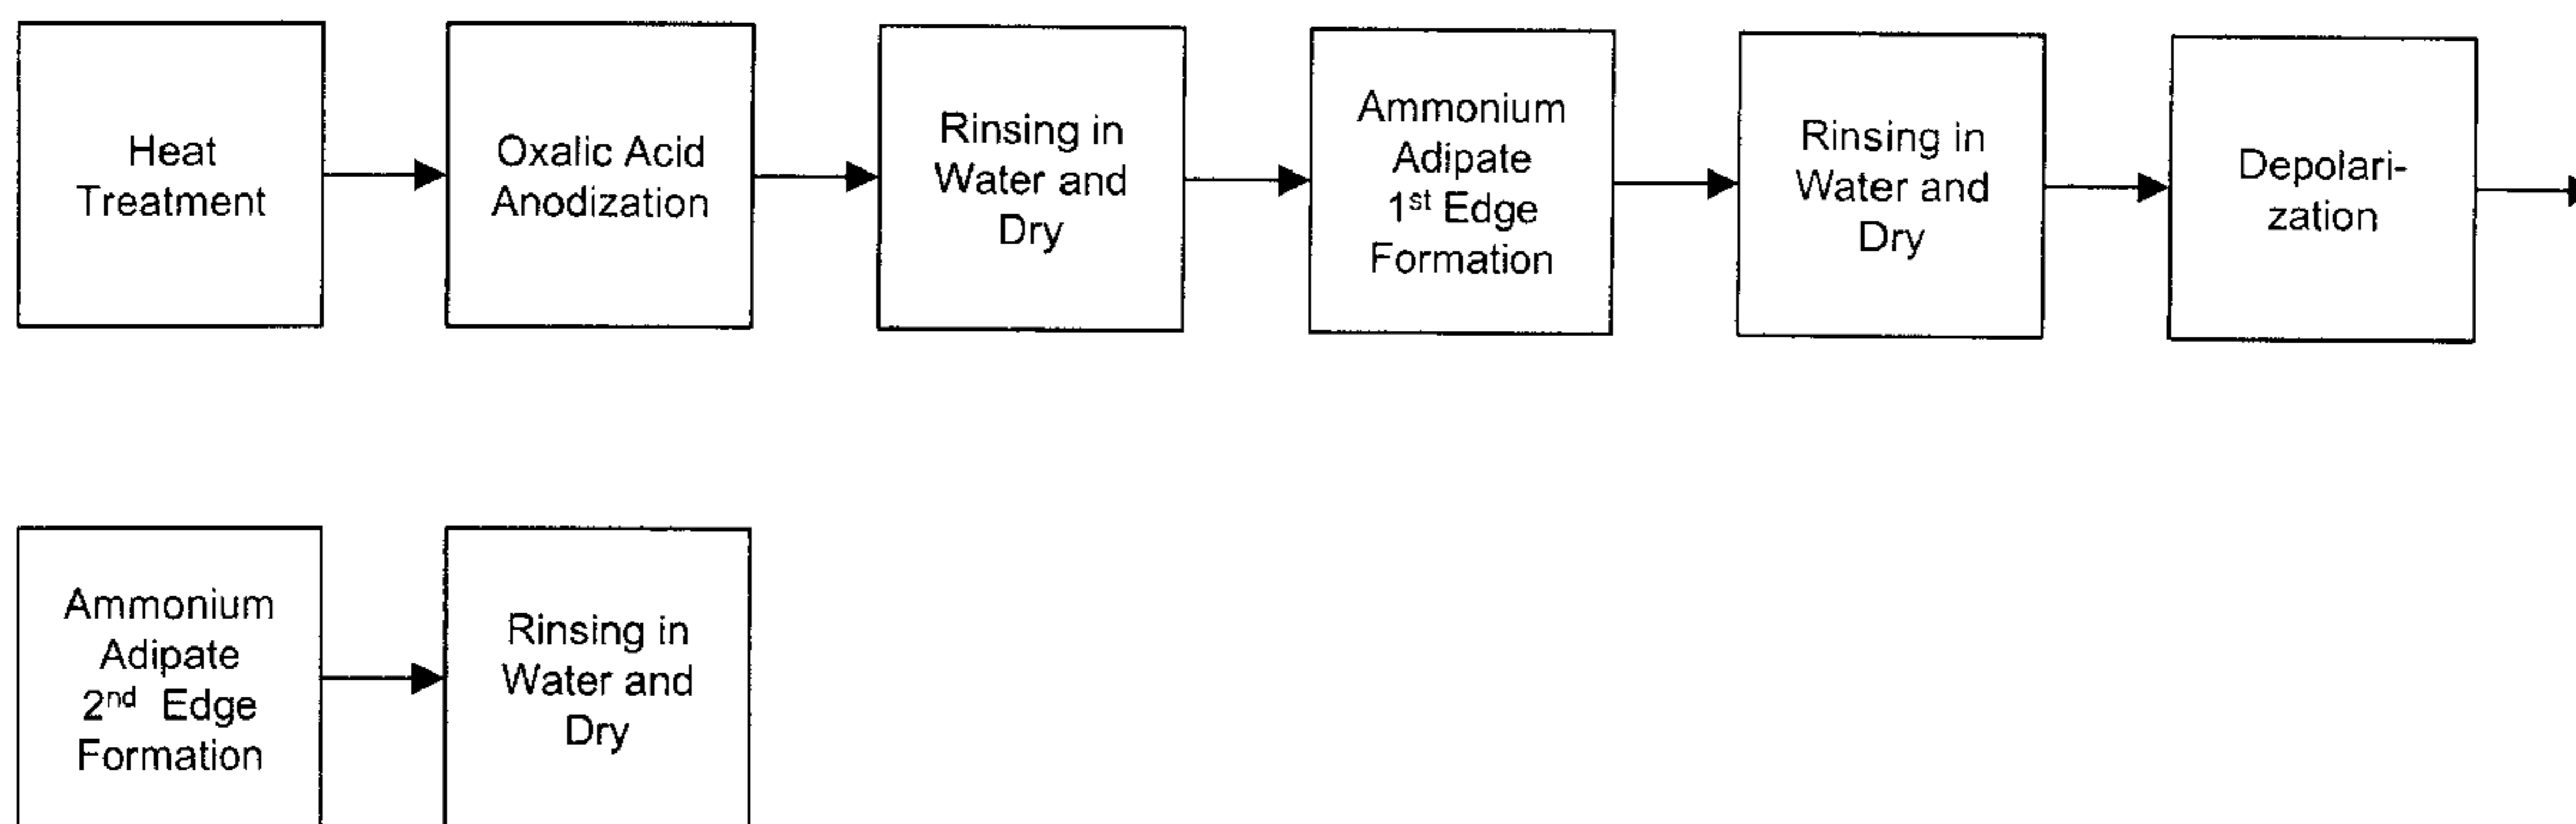 Heat
Treatment
Oxalic Acid
Anodization
Rinsing in
Water and
Dry
Ammonium
Adipate
1st Edge
Formation
Rinsing in
Water and
Dry
Depolari-
zation
Ammonium
Adipate
2nd Edge
Formation
Rinsing in
Water and
Dry